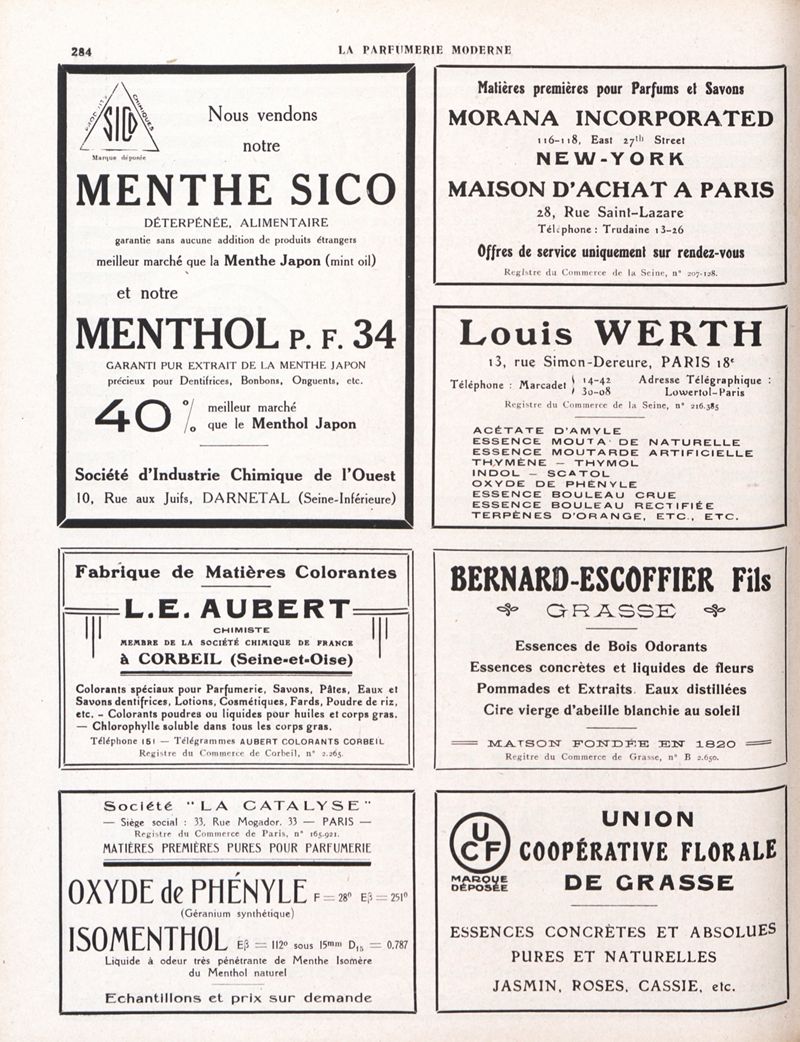 284
LA PARFUMERIE MODERNE
PRODUITS CHIMIQUES
SICO
Marque déposée
Nous vendons
notre
MENTHE SICO
DÉTERPÉNÉE, ALIMENTAIRE
garantie sans aucune addition de produits étrangers
meilleur marché que la Menthe Japon (mint oil)
et notre
MENTHOL P. F. 34
GARANTI PUR EXTRAIT DE LA MENTHE JAPON
précieux pour Dentifrices, Bonbons, Onguents, etc.
40 % meilleur marché
que le Menthol Japon
Société d'Industrie Chimique de l'Ouest
10, Rue aux Juifs, DARNETAL (Seine-Inférieure)
Matières premières pour Parfums et Savons
MORANA INCORPORATED
116-118, East 27th Street
NEW-YORK
MAISON D'ACHAT A PARIS
28, Rue Saint-Lazare
Téléphone : Trudaine 13-26
Offres de service uniquement sur rendez-vous
Registre du Commerce de la Seine, n° 207-128.
Louis WERTH
13, rue Simon-Dereure, PARIS 18e
Téléphone : Marcadet 14-42
30-08
Adresse Télégraphique :
Lowertol-Paris
Registre du Commerce de la Seine, n° 216.385
ACÉTATE D'AMYLE
ESSENCE MOUTA DE NATURELLE
ESSENCE MOUTARDE ARTIFICIELLE
THYMÈNE – THYMOL
INDOL – SCATOL
OXYDE DE PHÉNYLE
ESSENCE BOULEAU CRUE
ESSENCE BOULEAU RECTIFIÉE
TERPÈNES D'ORANGE, ETC., ETC.
Fabrique de Matières Colorantes
L.E. AUBERT
CHIMISTE
MEMBRE DE LA SOCIÉTÉ CHIMIQUE DE FRANCE
à CORBEIL (Seine-et-Oise)
Colorants spéciaux pour Parfumerie, Savons, Pâtes, Eaux et
Savons dentifrices, Lotions, Cosmétiques, Fards, Poudre de riz,
etc. - Colorants poudres ou liquides pour huiles et corps gras.
— Chlorophylle soluble dans tous les corps gras.
Téléphone 151 — Télégrammes AUBERT COLORANTS CORBEIL
Registre du Commerce de Corbeil, n° 2.265.
BERNARD-ESCOFFIER Fils
GRASSE
Essences de Bois Odorants
Essences concrètes et liquides de fleurs
Pommades et Extraits. Eaux distillées
Cire vierge d'abeille blanchie au soleil
MAISON FONDÉE EN 1820
Regitre du Commerce de Grasse, n° B 2.650.
Société "LA CATALYSE"
— Siège social : 33, Rue Mogador, 33 — PARIS —
Registre du Commerce de Paris, n° 165.921.
MATIÈRES PREMIÈRES PURES POUR PARFUMERIE
OXYDE de PHÉNYLE F = 28° Eβ = 251°
(Géranium synthétique)
ISOMENTHOL Eβ = 112° sous 15mm D15 = 0.787
Liquide à odeur très pénétrante de Menthe Isomère
du Menthol naturel
Echantillons et prix sur demande
UCF
MARQUE
DÉPOSÉE
UNION
COOPÉRATIVE FLORALE
DE GRASSE
ESSENCES CONCRÈTES ET ABSOLUES
PURES ET NATURELLES
JASMIN, ROSES, CASSIE, etc.